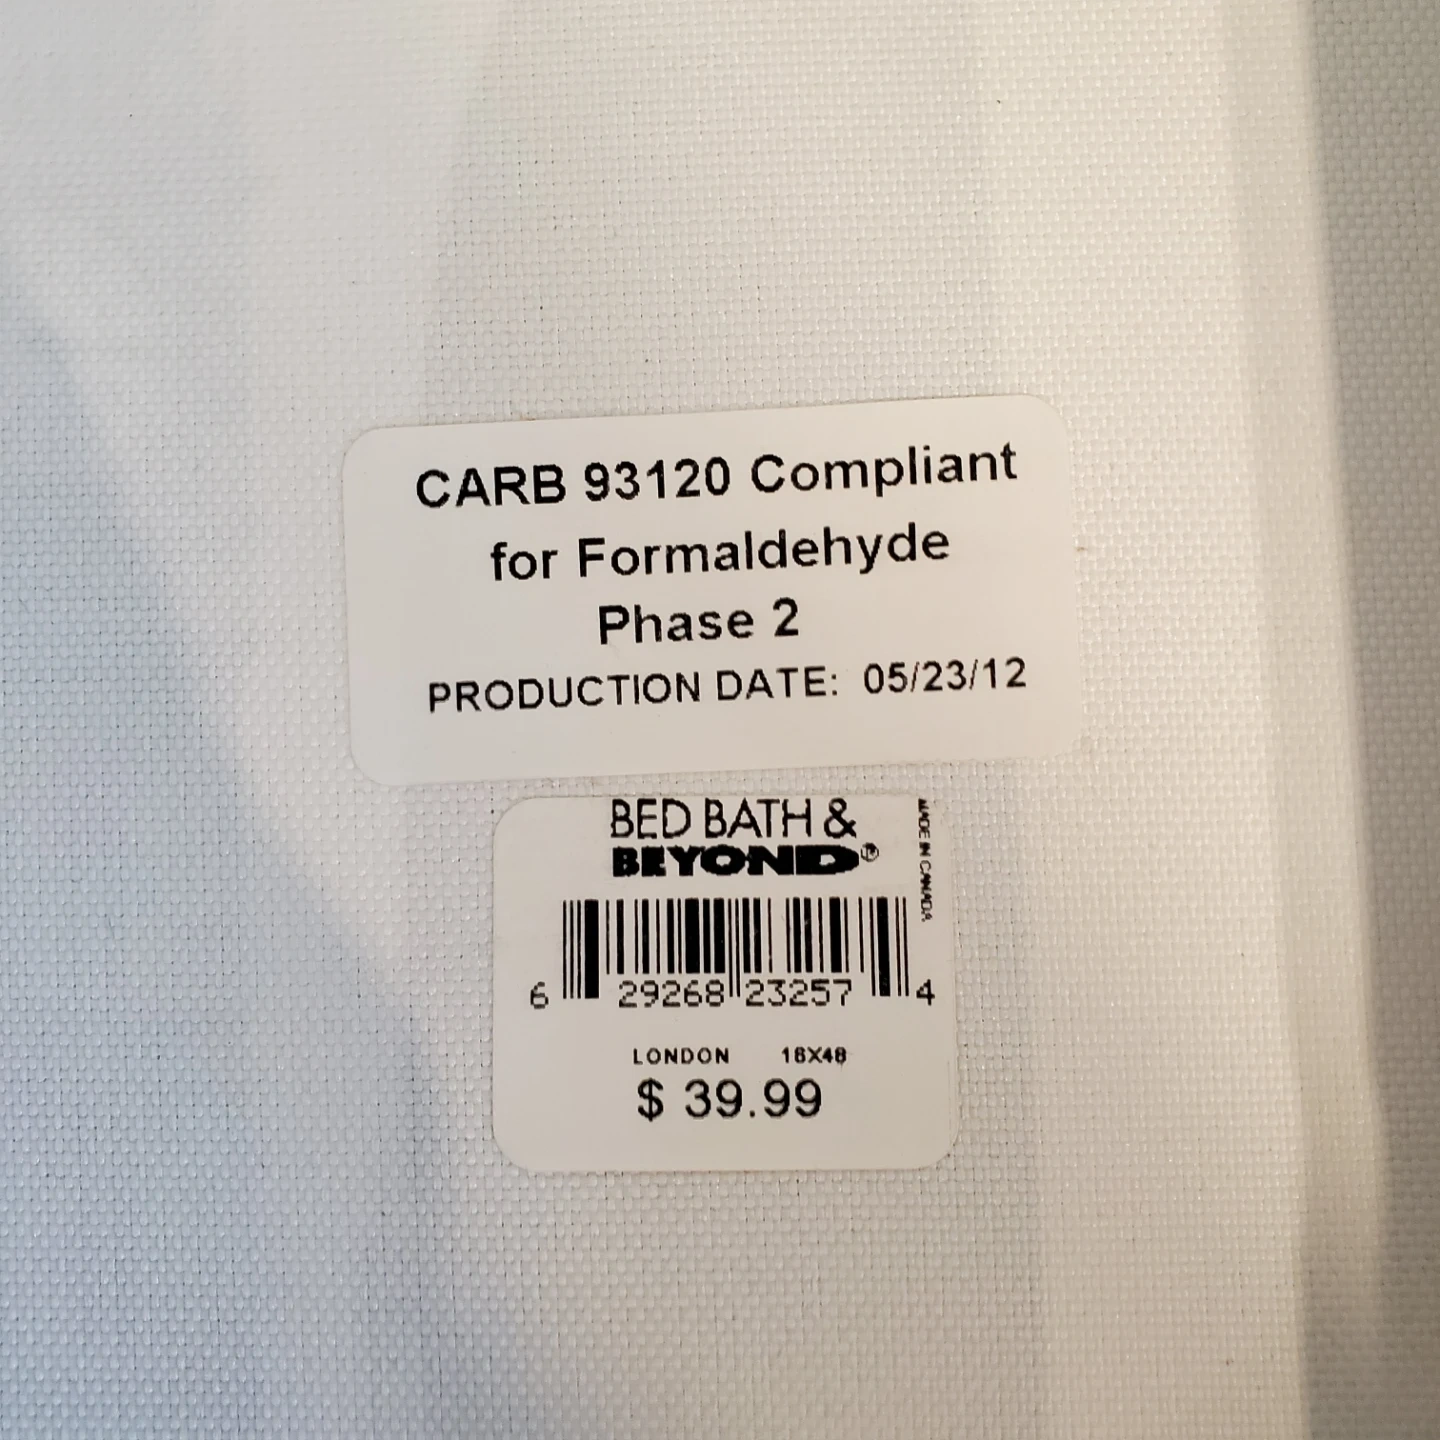 CARB 93120 Compliant
for Formaldehyde
Phase 2
PRODUCTION DATE: 05/23/12
BED BATH &
BEYOND®
MADE IN CANADA
6 29268 23257 4
LONDON 16X48
$ 39.99